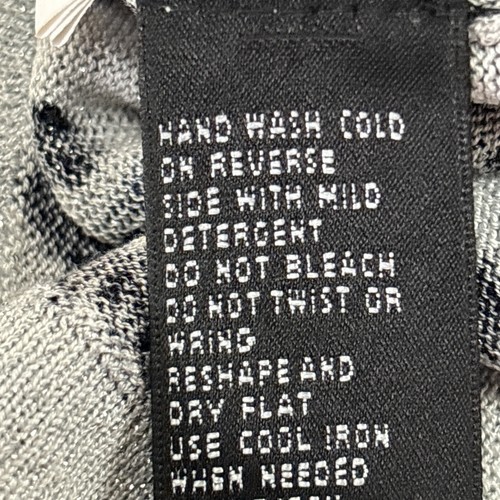 HAND WASH COLD
ON REVERSE
SIDE WITH MILD
DETERGENT
DO NOT BLEACH
DO NOT TWIST OR
WRING
RESHAPE AND
DRY FLAT
USE COOL IRON
WHEN NEEDED